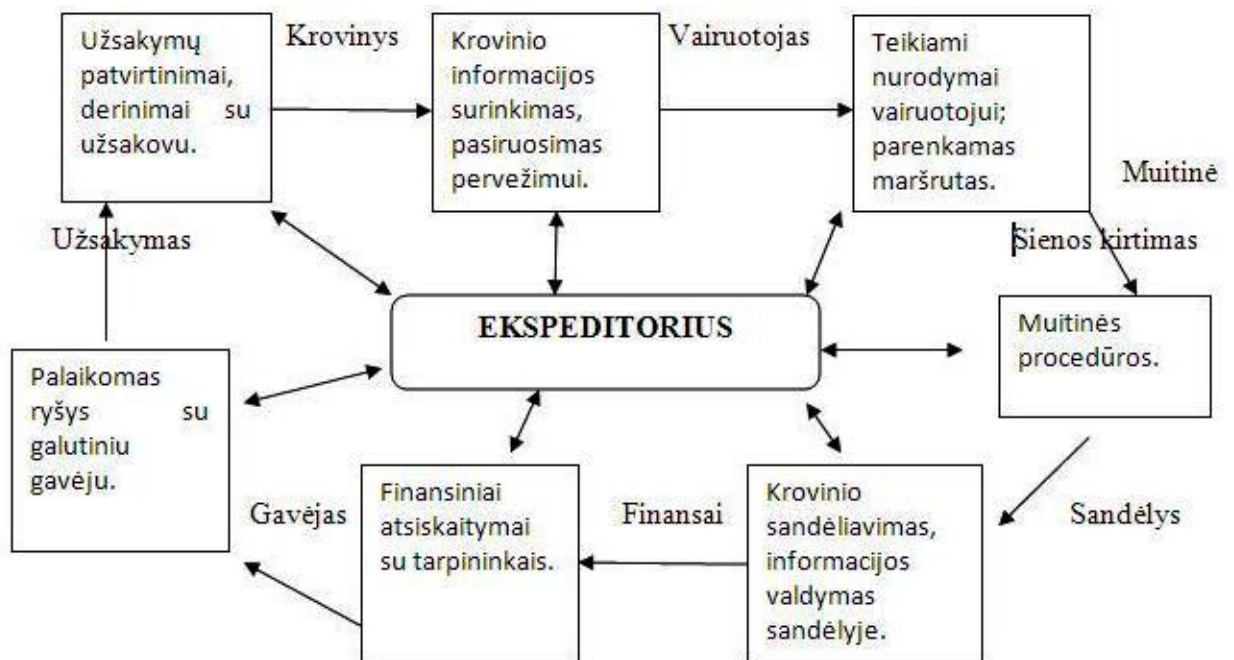 Užsakymų
patvirtinimai,
derinimai su
užsakovu.
Krovinys
Krovinio
informacijos
surinkimas,
pasiruosimas
pervežimui.
Vairuotojas
Teikiami
nurodymai
vairuotojui;
parenkamas
maršrutas.
Muitinė
Sienos kirtimas
Užsakymas
EKSPEDITORIUS
Muitinės
procedūros.
Palaikomas
ryšys su
galutiniu
gavėju.
Gavėjas
Finansiniai
atsiskaitymai
su tarpininkais.
Finansai
Krovinio
sandėliavimas,
informacijos
valdymas
sandėlyje.
Sandėlys